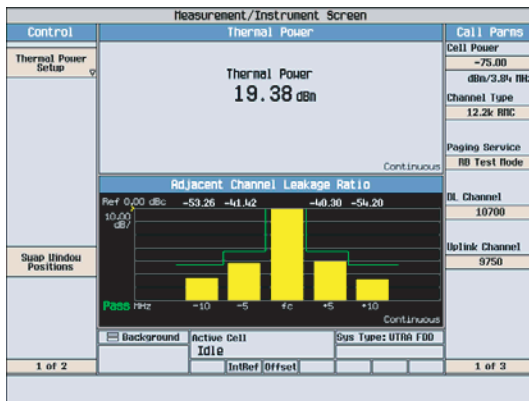 Measurement/Instrument Screen
Control
Thermal Power
Call Parms
Thermal Power
Setup
Swap Window
Positions
1 of 2
Thermal Power
19.38 dBm
Continuous
Adjacent Channel Leakage Ratio
Ref 0.00 dBc -53.26 -41.42 -40.30 -54.20
10.00
dB/
Pass MHz -10 -5 fc +5 +10
Continuous
Background
Active Cell
Idle
Sys Type: UTRA FDD
IntRef Offset
Cell Power
-75.00
dBm/3.84 MHz
Channel Type
12.2k RMC
Paging Service
RB Test Mode
DL Channel
10700
Uplink Channel
9750
1 of 3